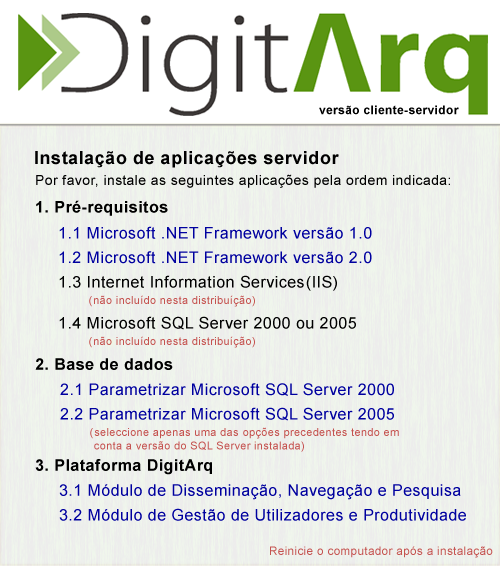 DigitArq
versão cliente-servidor
Instalação de aplicações servidor
Por favor, instale as seguintes aplicações pela ordem indicada:
1. Pré-requisitos
1.1 Microsoft .NET Framework versão 1.0
1.2 Microsoft .NET Framework versão 2.0
1.3 Internet Information Services(IIS)
(não incluido nesta distribuição)
1.4 Microsoft SQL Server 2000 ou 2005
(não incluido nesta distribuição)
2. Base de dados
2.1 Parametrizar Microsoft SQL Server 2000
2.2 Parametrizar Microsoft SQL Server 2005
(seleccione apenas uma das opções precedentes tendo em
conta a versão do SQL Server instalada)
3. Plataforma DigitArq
3.1 Módulo de Disseminação, Navegação e Pesquisa
3.2 Módulo de Gestão de Utilizadores e Produtividade
Reinicie o computador após a instalação